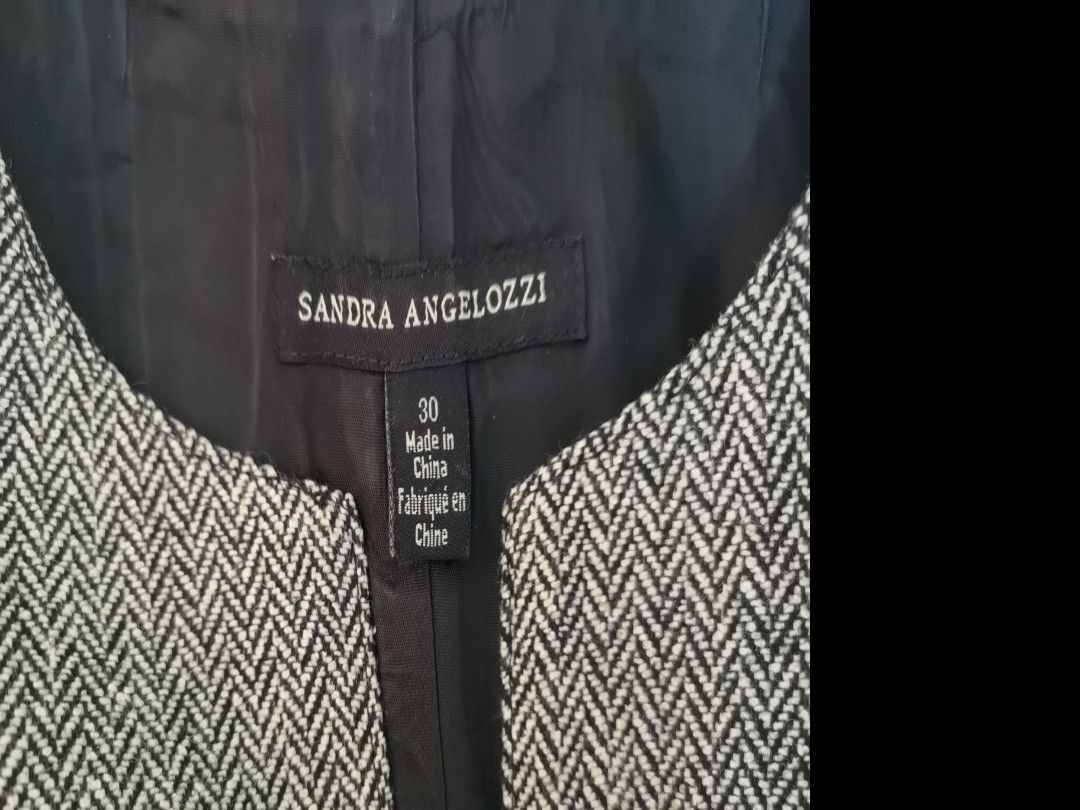 SANDRA ANGELOZZI
30
Made in
China
Fabriqué en
Chine